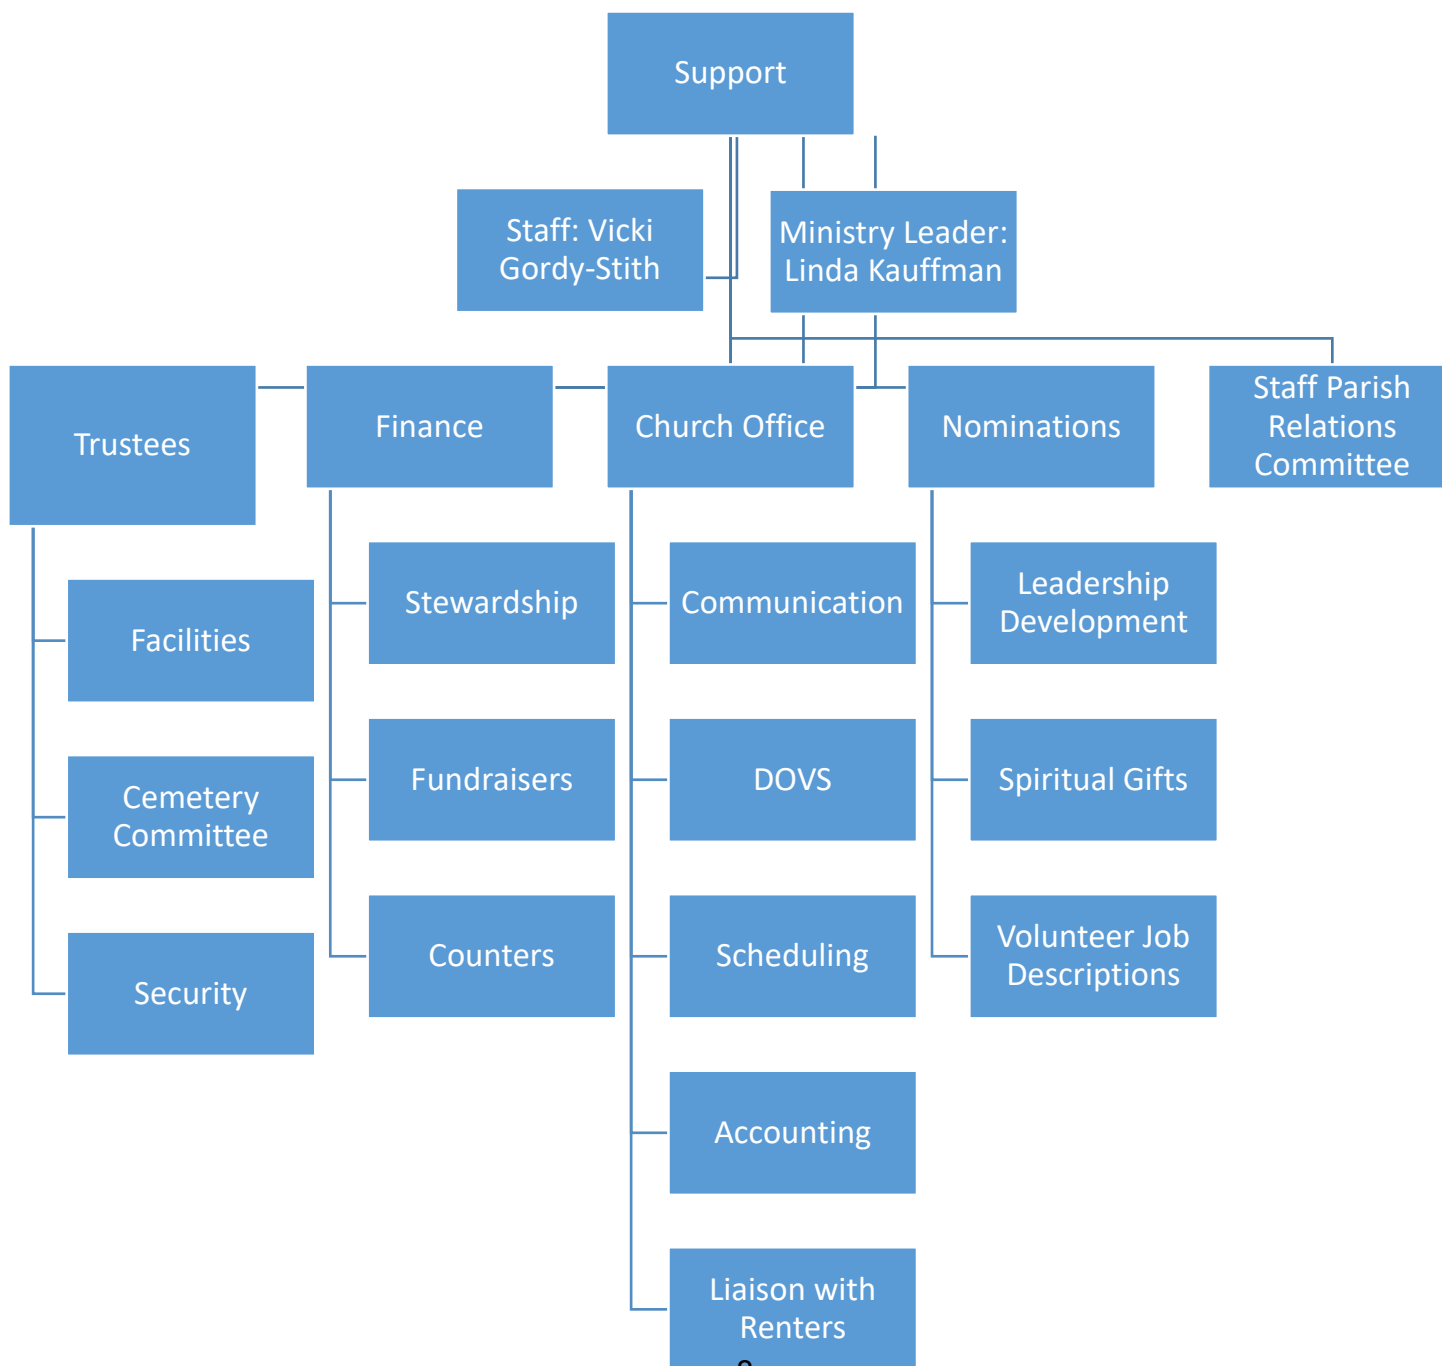 Support
Staff: Vicki
Gordy-Stith
Ministry Leader:
Linda Kauffman
Trustees
Finance
Church Office
Nominations
Staff Parish
Relations
Committee
Facilities
Cemetery
Committee
Security
Stewardship
Fundraisers
Counters
Communication
DOVS
Scheduling
Accounting
Liaison with
Renters
Leadership
Development
Spiritual Gifts
Volunteer Job
Descriptions